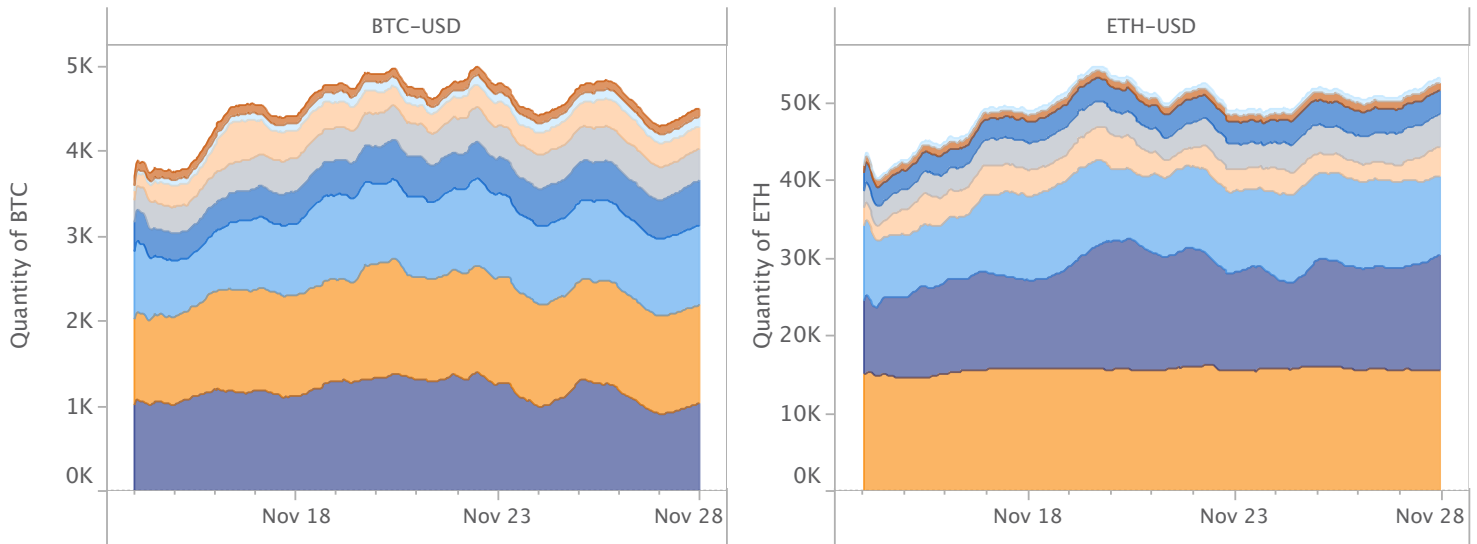 BTC–USD
ETH–USD
Quantity of BTC
5K
4K
3K
2K
1K
0K
Nov 18
Nov 23
Nov 28
Quantity of ETH
50K
40K
30K
20K
10K
0K
Nov 18
Nov 23
Nov 28